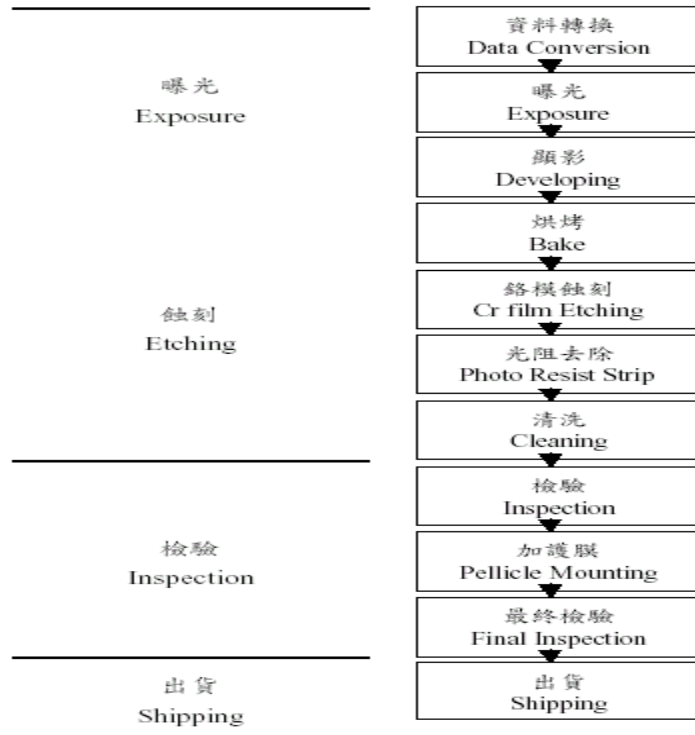 曝光
Exposure
蝕刻
Etching
檢驗
Inspection
出貨
Shipping
資料轉換
Data Conversion
曝光
Exposure
顯影
Developing
烘烤
Bake
鉻模蝕刻
Cr film Etching
光阻去除
Photo Resist Strip
清洗
Cleaning
檢驗
Inspection
加護膜
Pellicle Mounting
最終檢驗
Final Inspection
出貨
Shipping